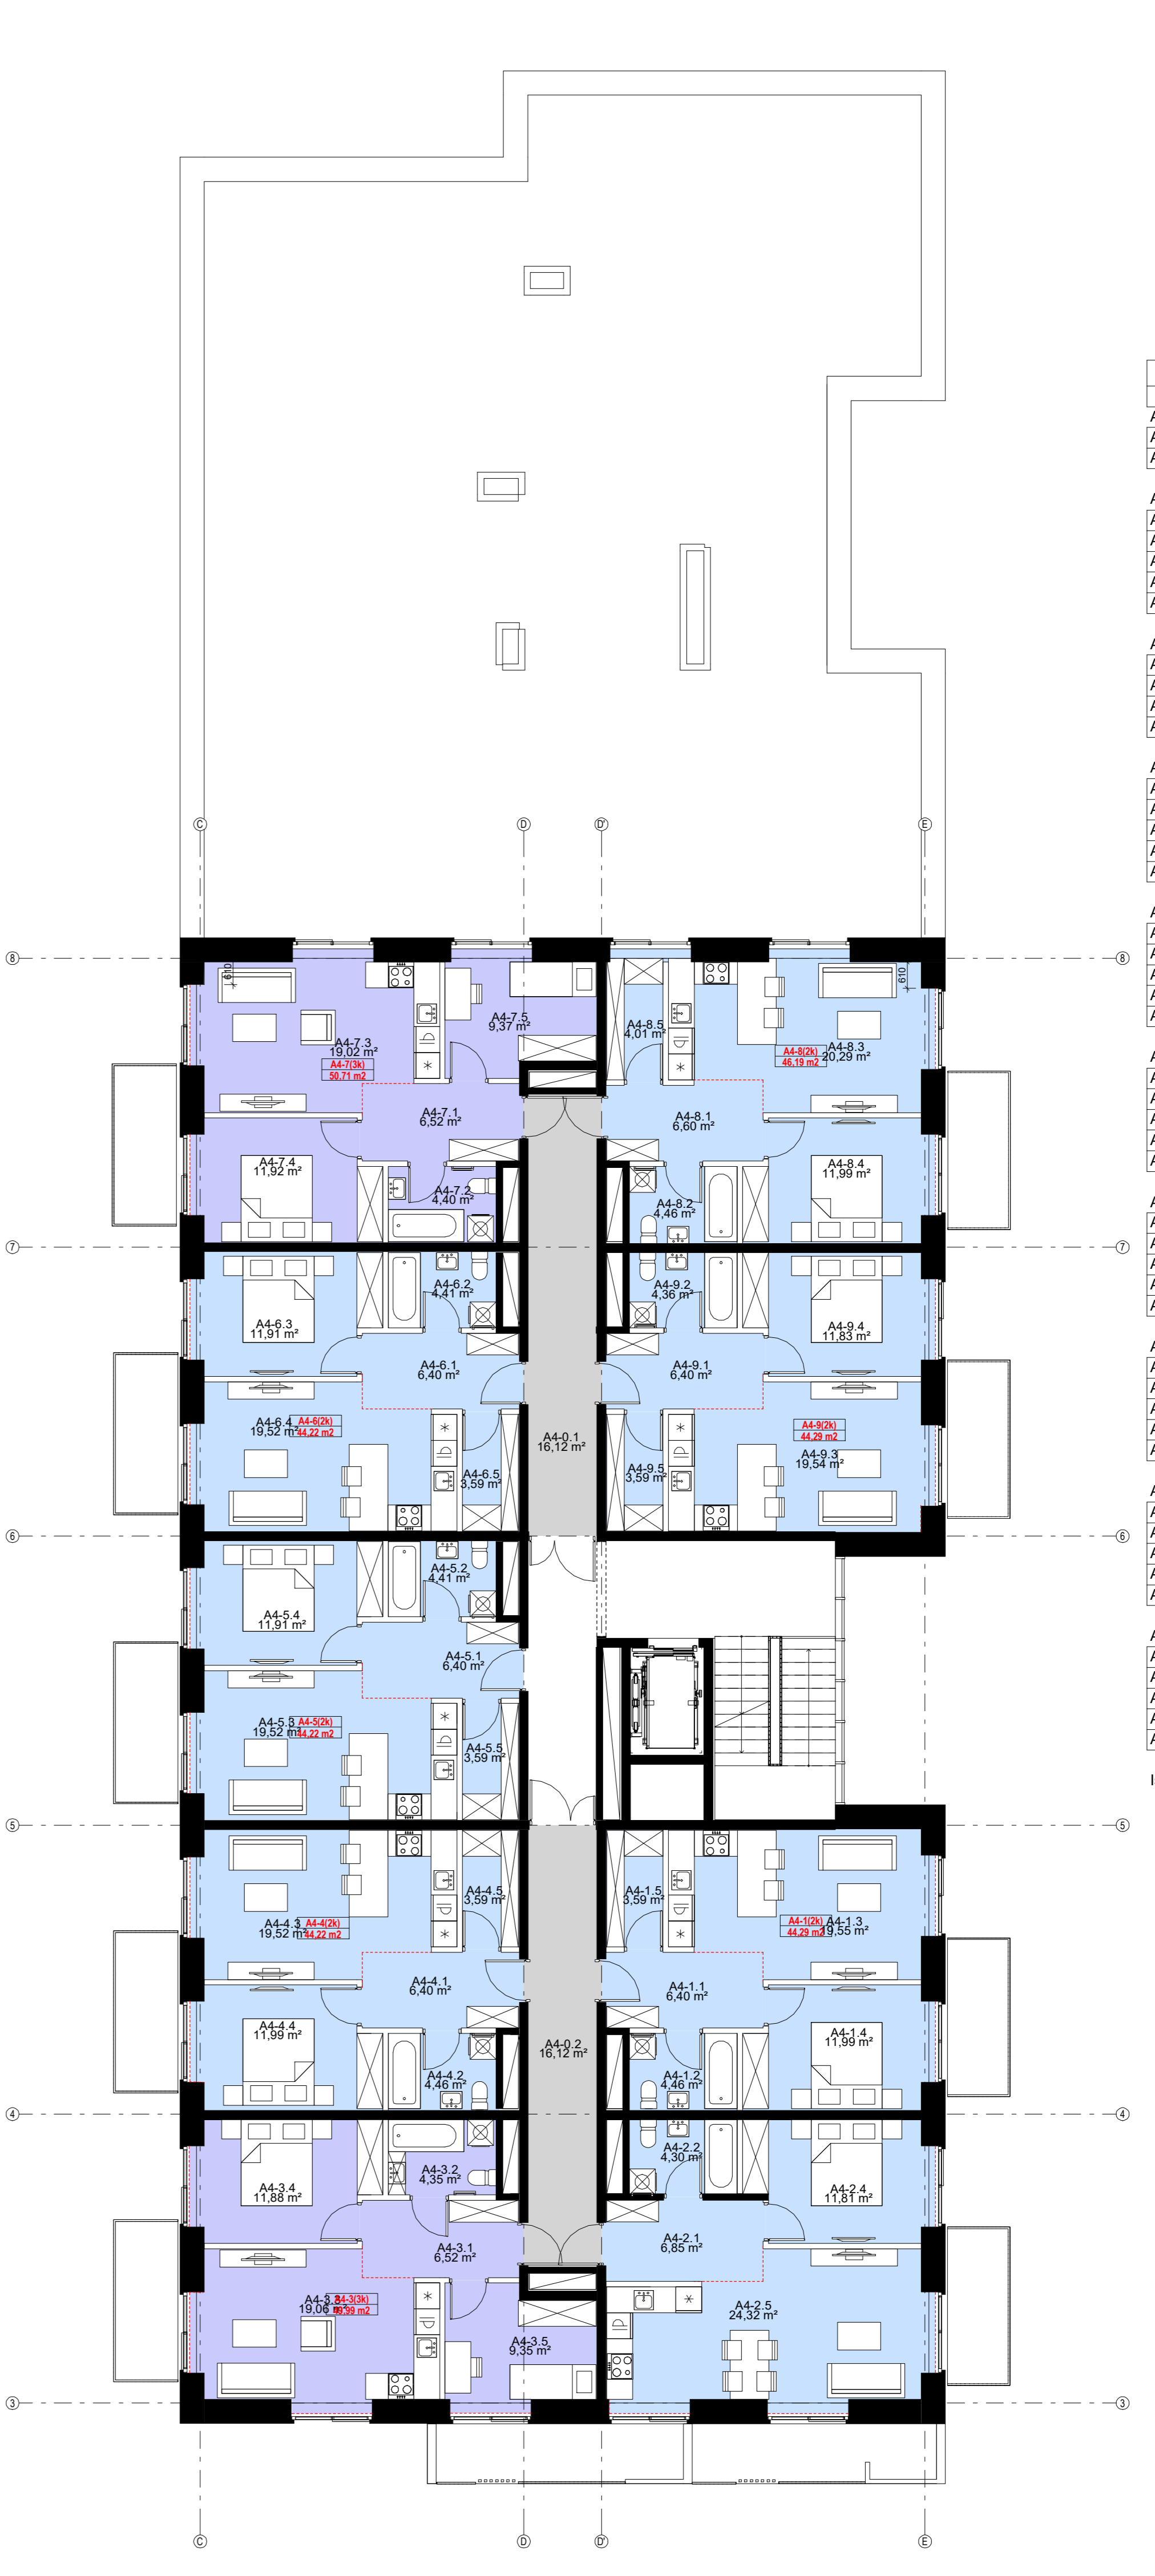 C
D
D'
E
8
610
A4-7.3
19,02 m²
A4-7(3k)
50,71 m2
A4-7.5
9,37 m²
A4-8.5
4,01 m²
A4-8(2k)
46,19 m2
A4-8.3
20,29 m²
610
8
A4-7.1
6,52 m²
A4-8.1
6,60 m²
A4-7.4
11,92 m²
A4-7.2
4,40 m²
A4-8.2
4,46 m²
A4-8.4
11,99 m²
7
7
A4-6.3
11,91 m²
A4-6.2
4,41 m²
A4-9.2
4,36 m²
A4-9.4
11,83 m²
A4-6.1
6,40 m²
A4-9.1
6,40 m²
A4-6.4
19,52 m²
A4-6(2k)
44,22 m2
A4-6.5
3,59 m²
A4-0.1
16,12 m²
A4-9.5
3,59 m²
A4-9(2k)
44,29 m2
A4-9.3
19,54 m²
6
6
A4-5.4
11,91 m²
A4-5.2
4,41 m²
A4-5.1
6,40 m²
A4-5.3
19,52 m²
A4-5(2k)
44,22 m2
A4-5.5
3,59 m²
5
5
A4-4.3
19,52 m²
A4-4(2k)
44,22 m2
A4-4.5
3,59 m²
A4-1.5
3,59 m²
A4-1(2k)
44,29 m2
A4-1.3
19,55 m²
A4-4.1
6,40 m²
A4-1.1
6,40 m²
A4-4.4
11,99 m²
A4-4.2
4,46 m²
A4-0.2
16,12 m²
A4-1.2
4,46 m²
A4-1.4
11,99 m²
4
4
A4-3.4
11,88 m²
A4-3.2
4,35 m²
A4-2.2
4,30 m²
A4-2.4
11,81 m²
A4-3.1
6,52 m²
A4-2.1
6,85 m²
A4-3.3
19,06 m²
A4-3(3k)
49,99 m2
A4-3.5
9,35 m²
A4-2.5
24,32 m²
3
3
C
D
D'
E